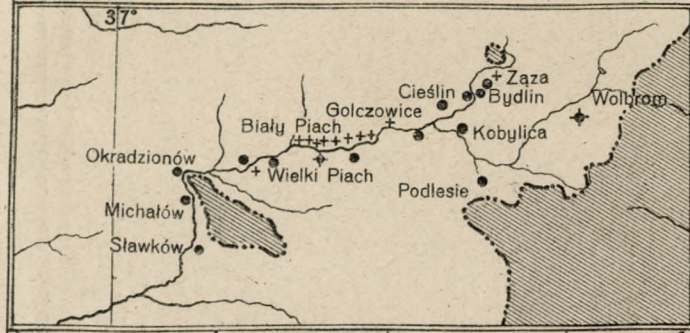 37°
Ząza
Cieślin
Bydlin
Wolbrom
Golczowice
Biały Piach
Kobylica
Okradzionów
Wielki Piach
Podlesie
Michałów
Sławków